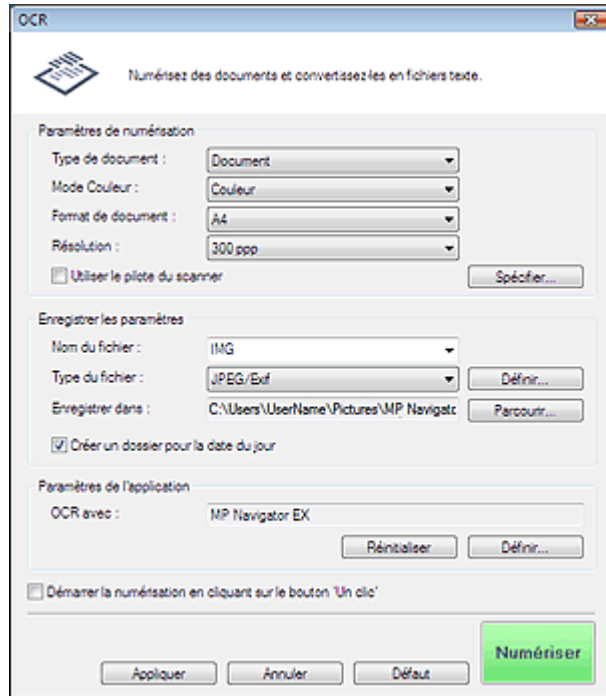 OCR
Numérisez des documents et convertissez-les en fichiers texte.
Paramètres de numérisation
Type de document : Document
Mode Couleur : Couleur
Format de document : A4
Résolution : 300 ppp
Utiliser le pilote du scanner Spécifier...
Enregistrer les paramètres
Nom du fichier : IMG
Type du fichier : JPEG/Exif Définir...
Enregistrer dans : C:\Users\UserName\Pictures\MP Navigatc Parcourir...
Créer un dossier pour la date du jour
Paramètres de l'application
OCR avec : MP Navigator EX
Réinitialiser Définir...
Démarrer la numérisation en cliquant sur le bouton 'Un clic'
Numériser
Appliquer Annuler Défaut